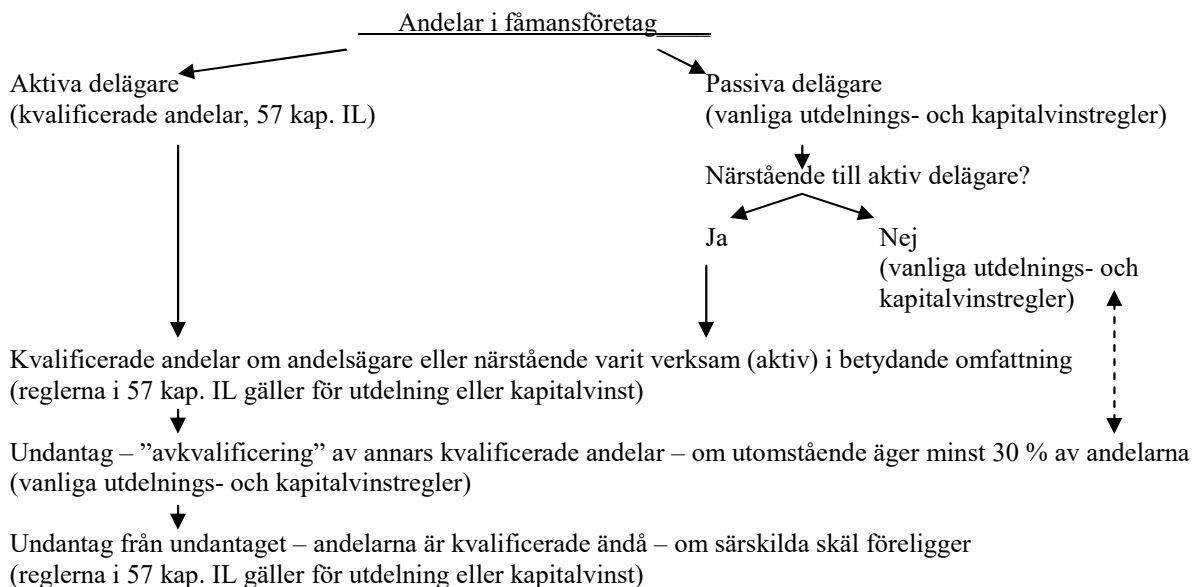 Andelar i fåmansföretag
Aktiva delägare
(kvalificerade andelar, 57 kap. IL)
Passiva delägare
(vanliga utdelnings- och kapitalvinstregler)
Närstående till aktiv delägare?
Ja
Nej
(vanliga utdelnings- och
kapitalvinstregler)
Kvalificerade andelar om andelsägare eller närstående varit verksam (aktiv) i betydande omfattning
(reglerna i 57 kap. IL gäller för utdelning eller kapitalvinst)
Undantag – ”avkvalificering” av annars kvalificerade andelar – om utomstående äger minst 30 % av andelarna
(vanliga utdelnings- och kapitalvinstregler)
Undantag från undantaget – andelarna är kvalificerade ändå – om särskilda skäl föreligger
(reglerna i 57 kap. IL gäller för utdelning eller kapitalvinst)